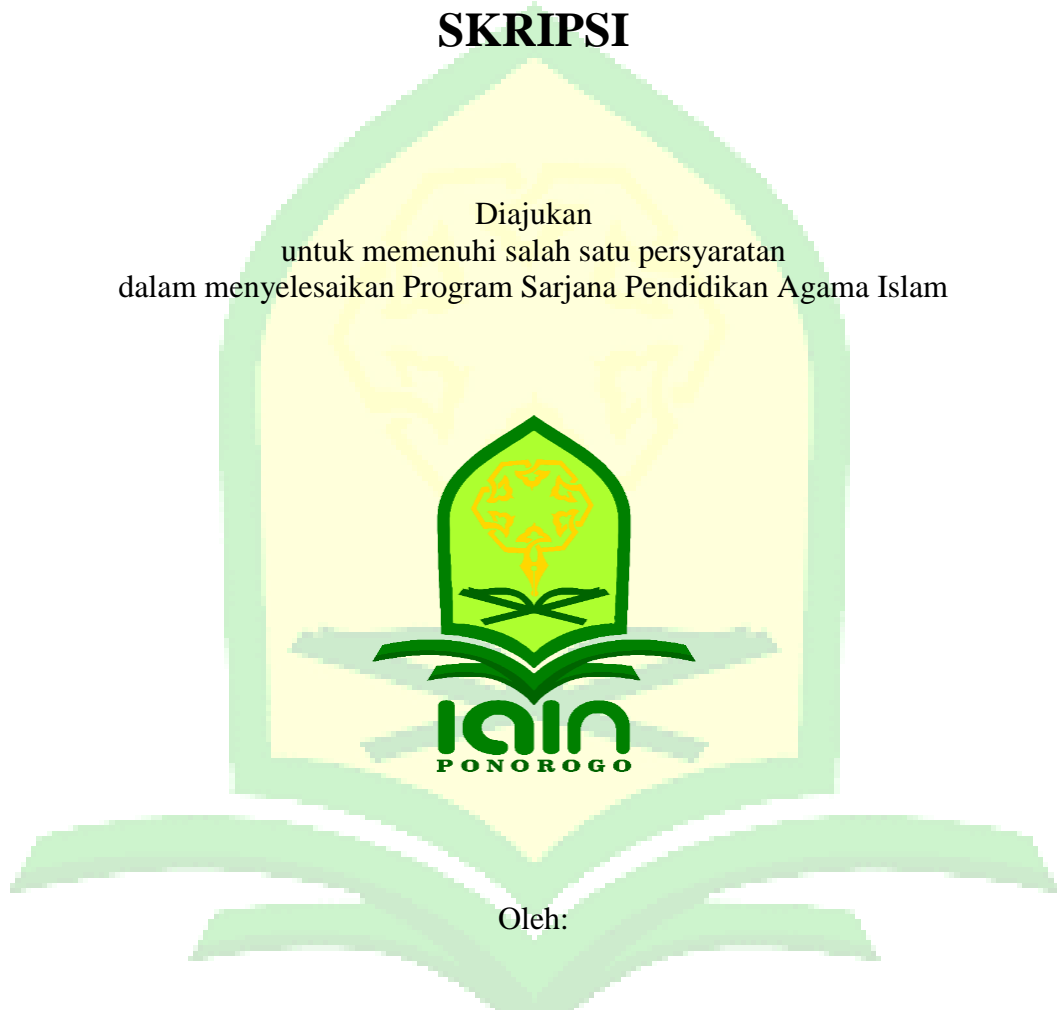 SKRIPSI
Diajukan
untuk memenuhi salah satu persyaratan
dalam menyelesaikan Program Sarjana Pendidikan Agama Islam
iain
PONOROGO
Oleh: